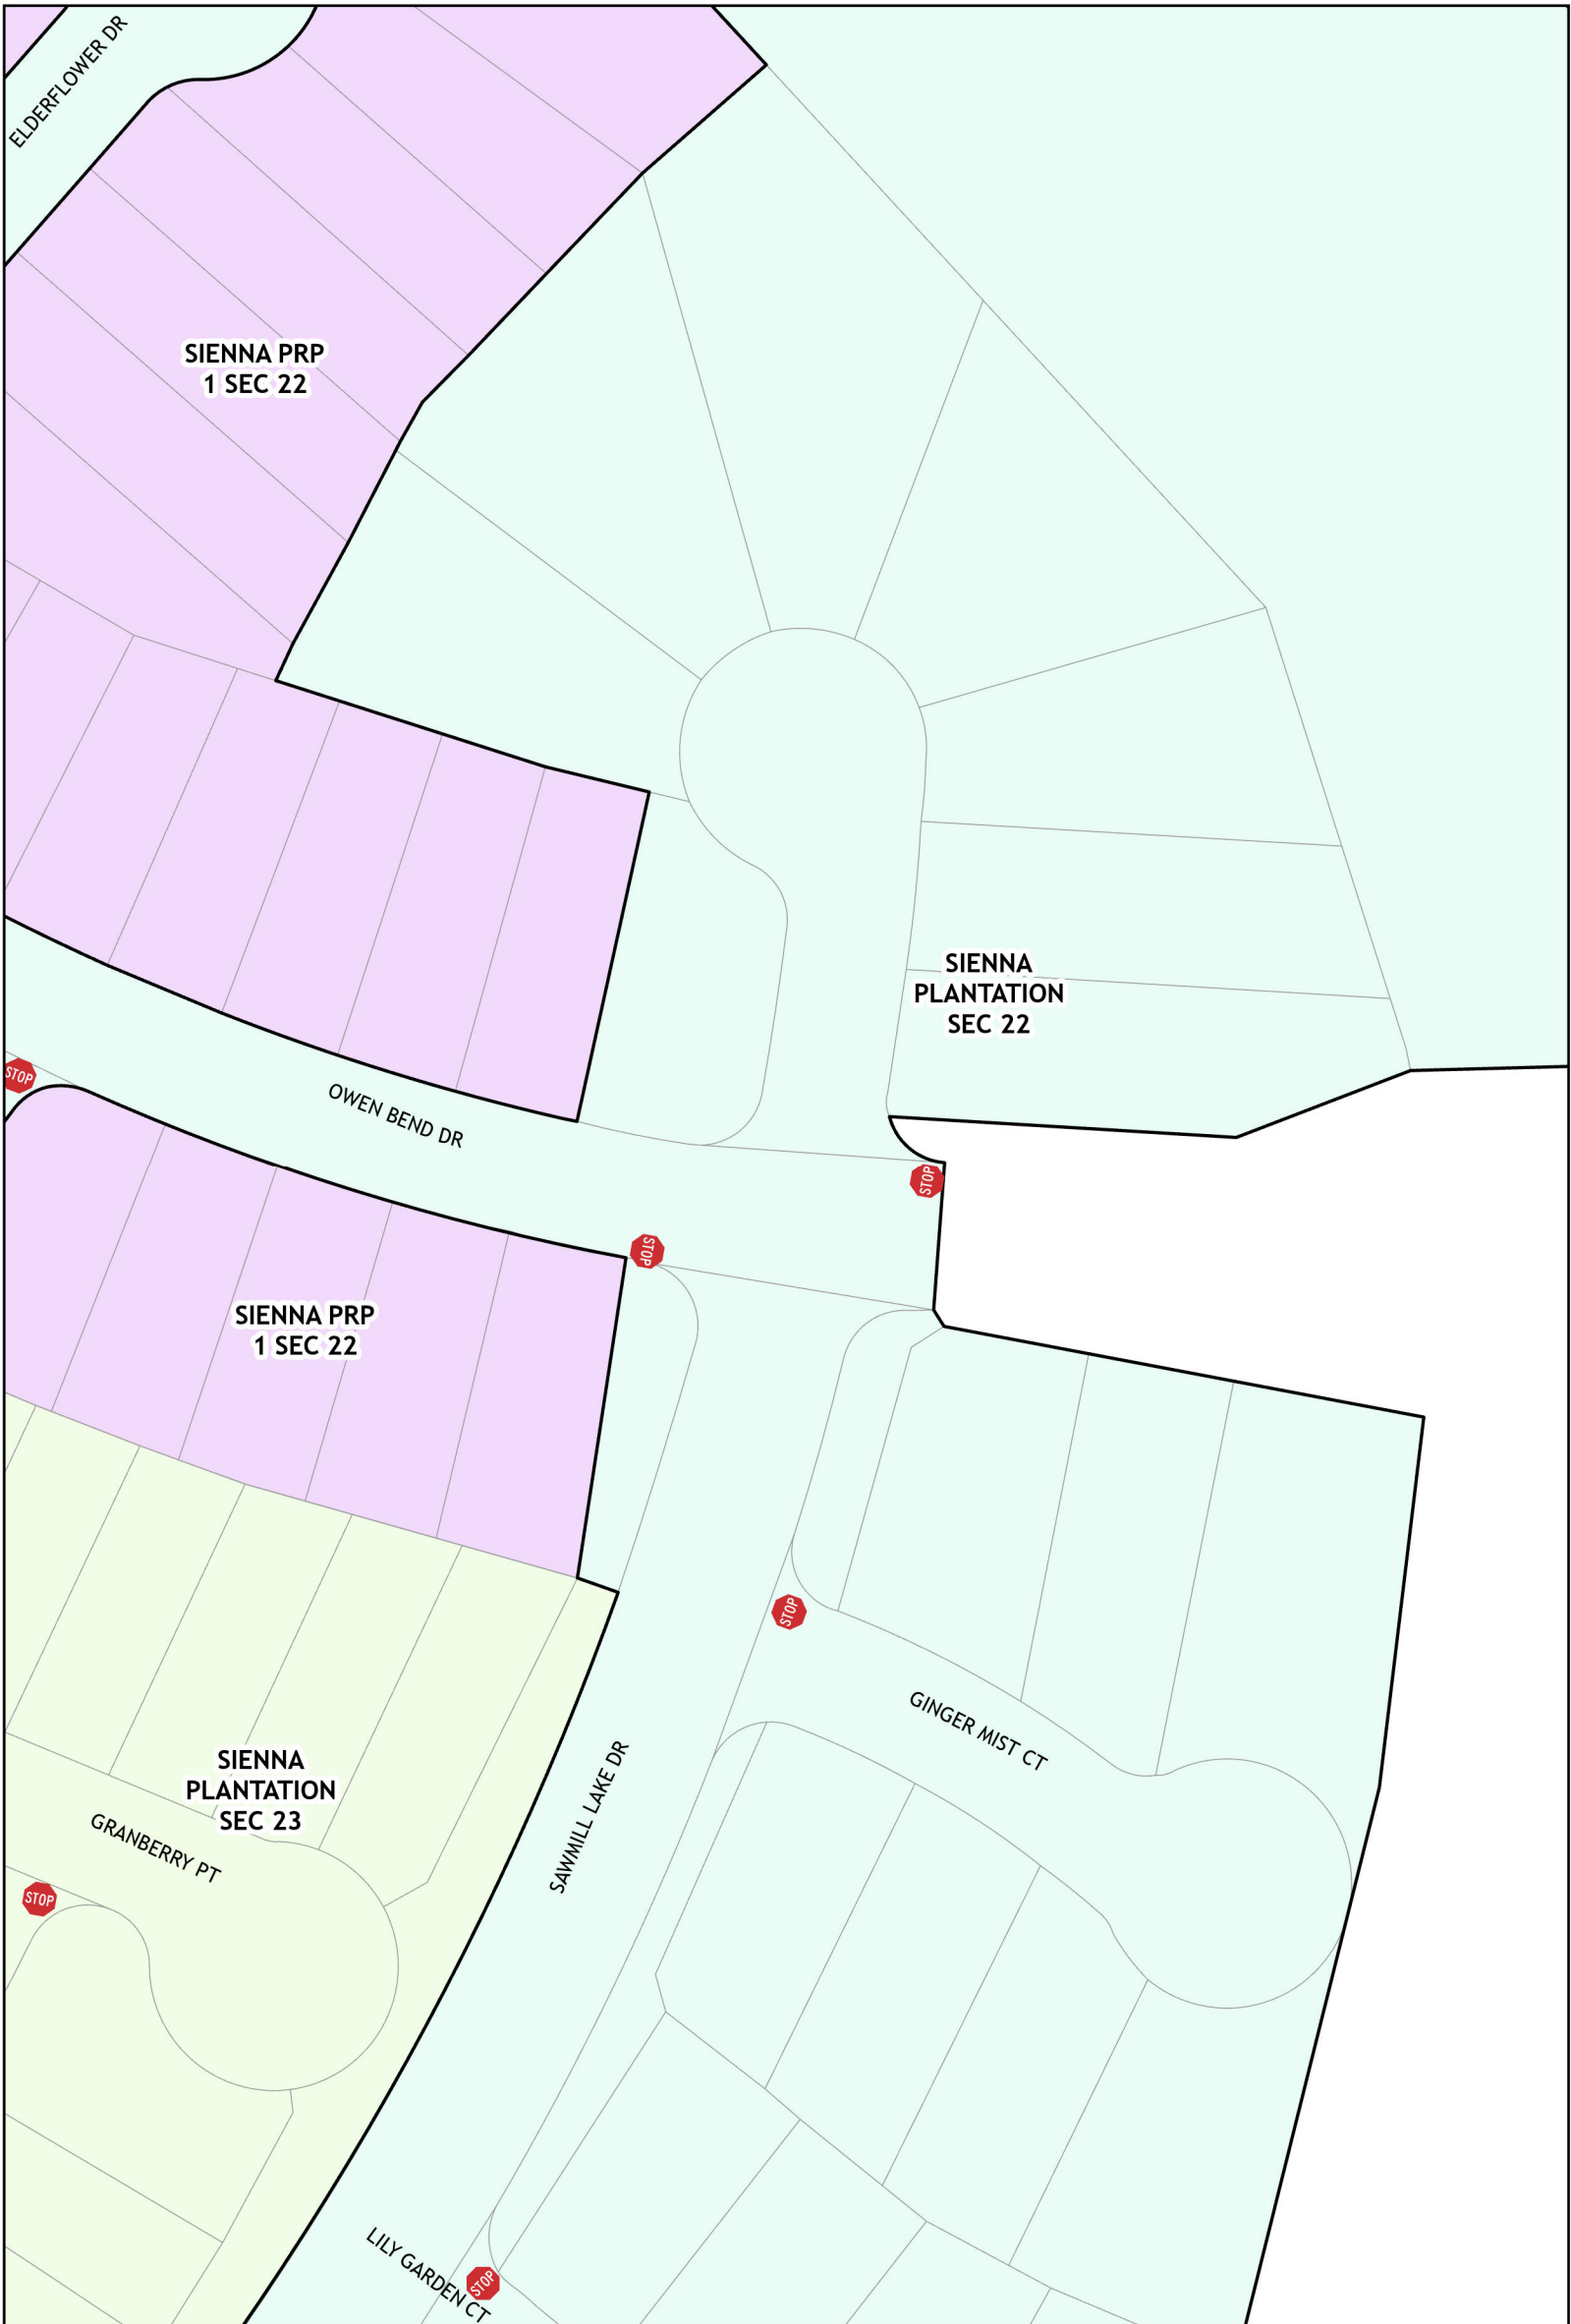 ELDERFLOWER DR
SIENNA PRP
1 SEC 22
SIENNA
PLANTATION
SEC 22
STOP
OWEN BEND DR
STOP
STOP
SIENNA PRP
1 SEC 22
STOP
GINGER MIST CT
SAWMILL LAKE DR
SIENNA
PLANTATION
SEC 23
GRANBERRY PT
STOP
LILY GARDEN CT
STOP